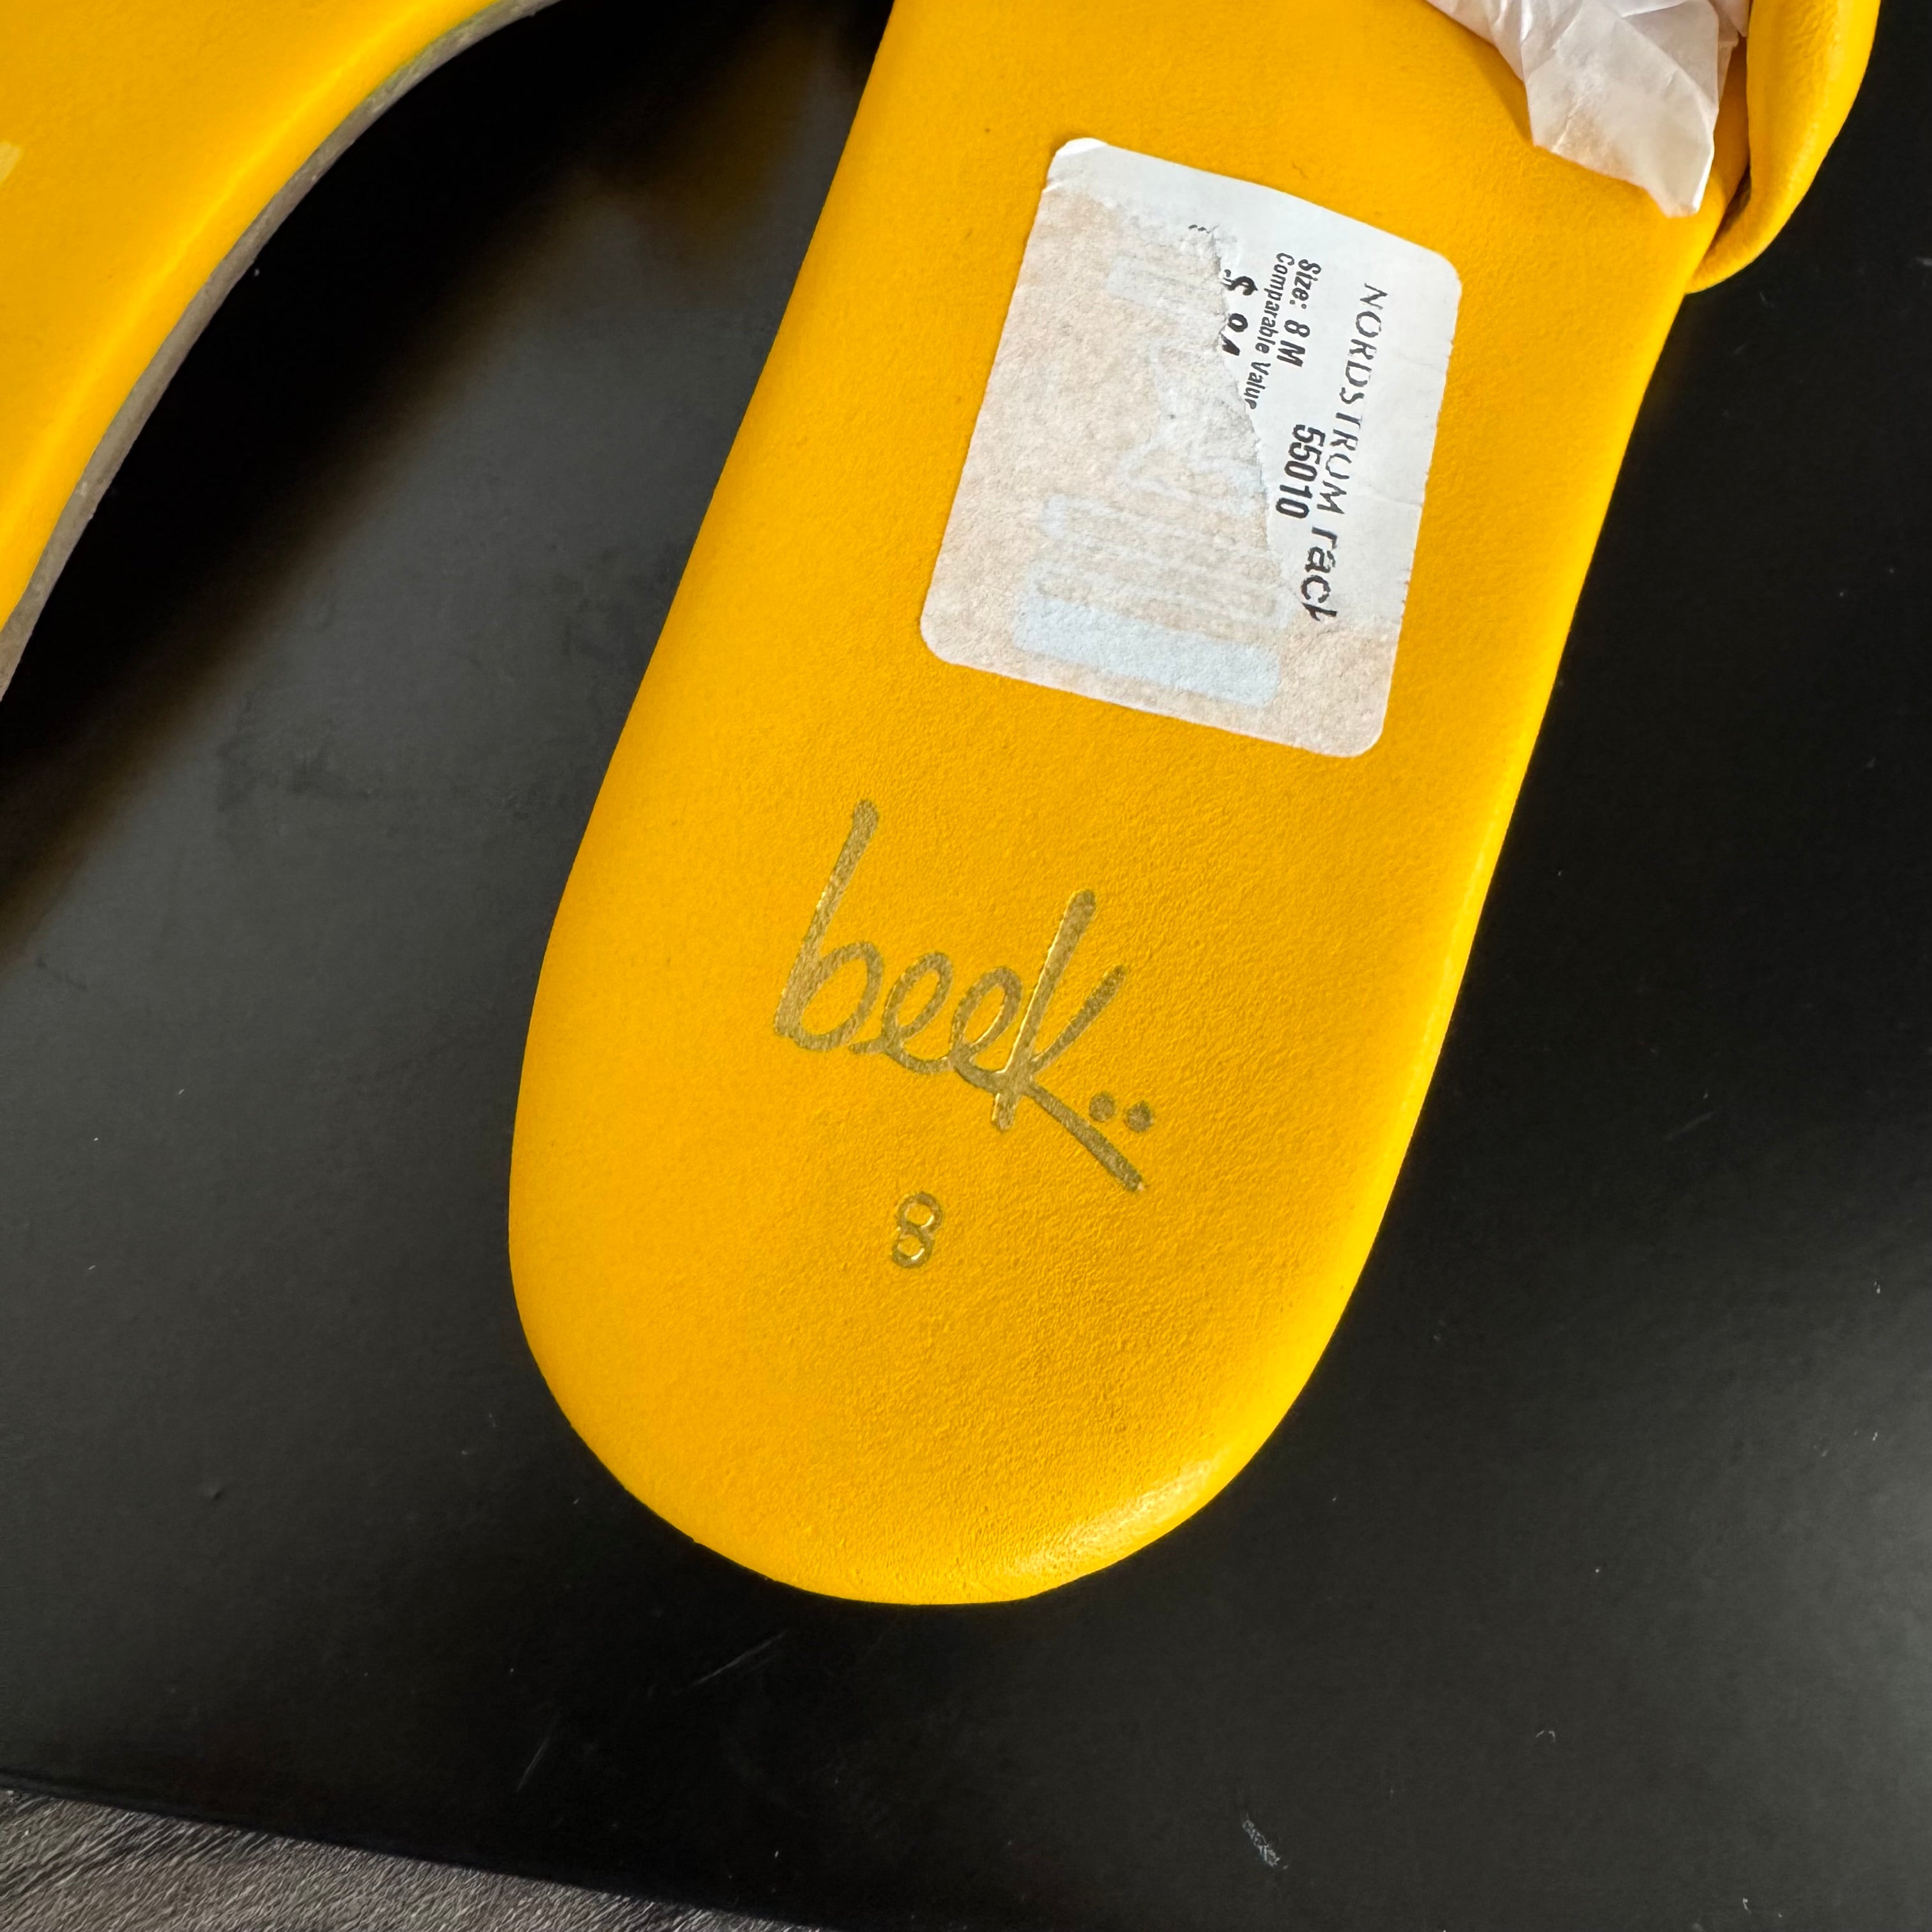 NORDSTROM rack
Size: 8 M 55010
Comparable Value
$
beek
8